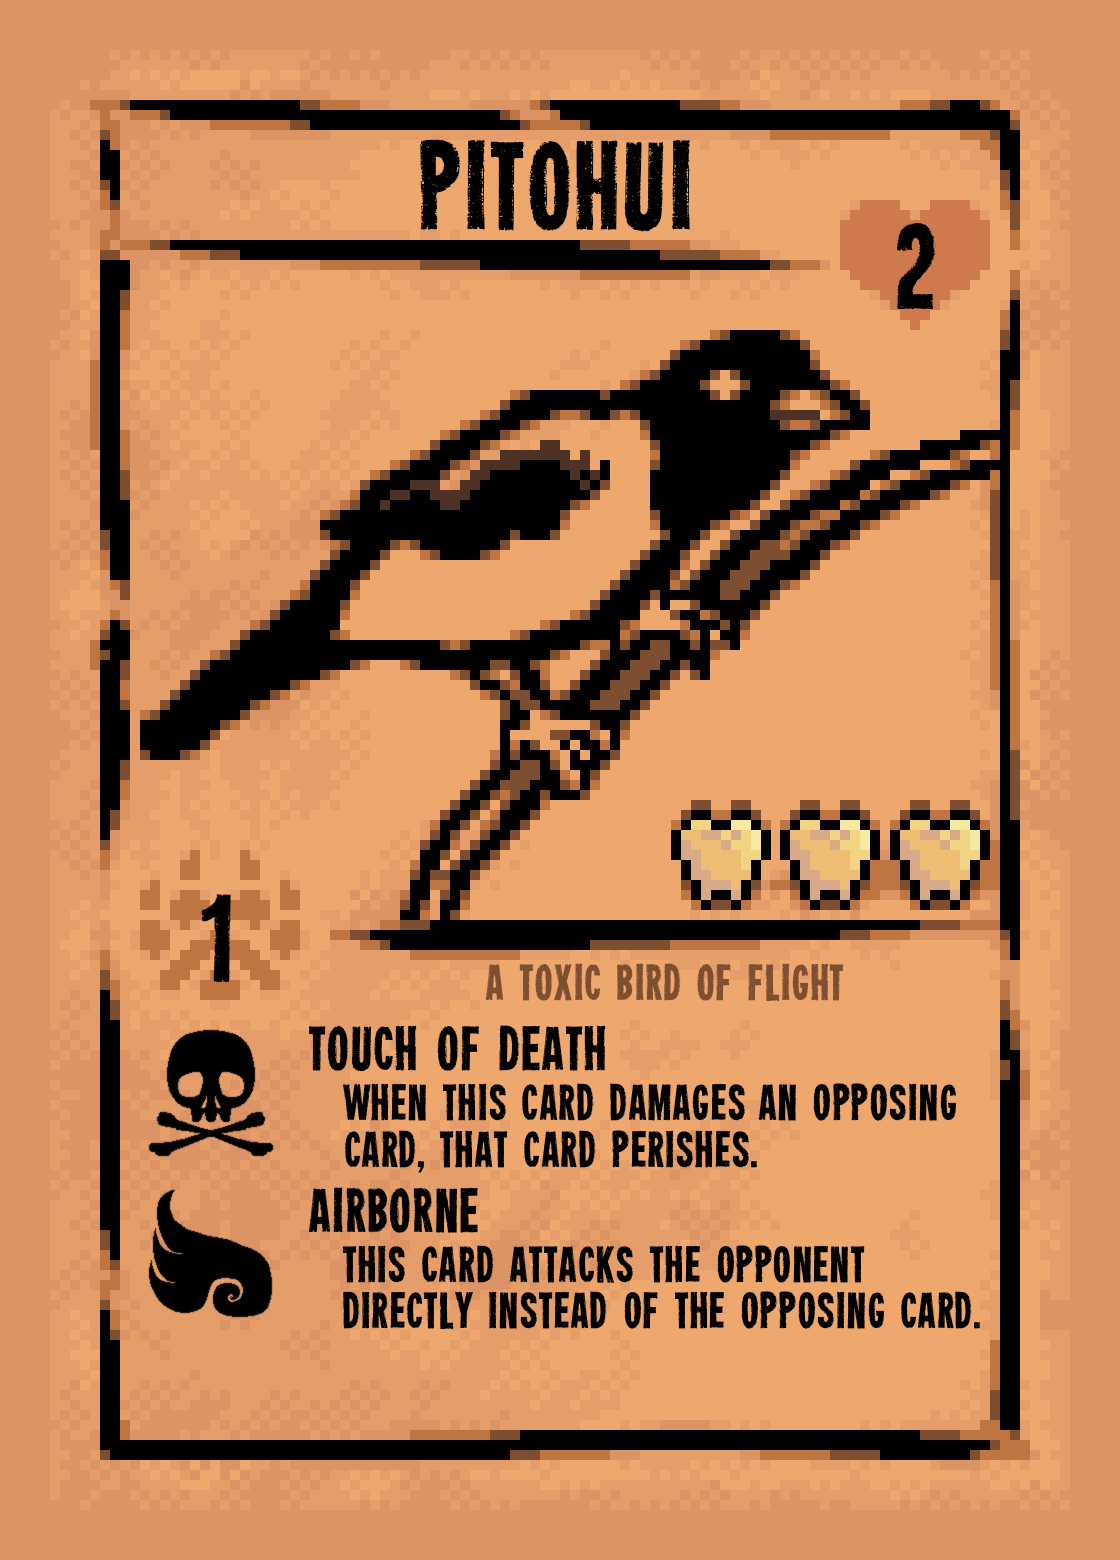 PITOHUI
2
1
A TOXIC BIRD OF FLIGHT
TOUCH OF DEATH
WHEN THIS CARD DAMAGES AN OPPOSING
CARD, THAT CARD PERISHES.
AIRBORNE
THIS CARD ATTACKS THE OPPONENT
DIRECTLY INSTEAD OF THE OPPOSING CARD.